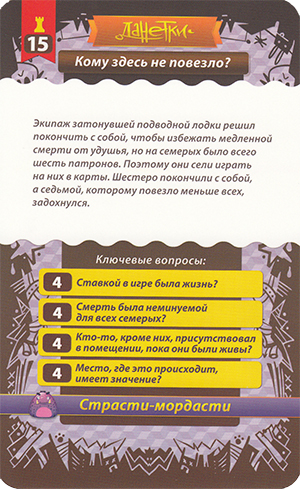 15
Данетки
Кому здесь не повезло?
Экипаж затонувшей подводной лодки решил
покончить с собой, чтобы избежать медленной
смерти от удушья, но на семерых было всего
шесть патронов. Поэтому они сели играть
на них в карты. Шестеро покончили с собой,
а седьмой, которому повезло меньше всех,
задохнулся.
Ключевые вопросы:
4 Ставкой в игре была жизнь?
4 Смерть была неминуемой
для всех семерых?
4 Кто-то, кроме них, присутствовал
в помещении, пока они были живы?
4 Место, где это происходит,
имеет значение?
Страсти-мордасти